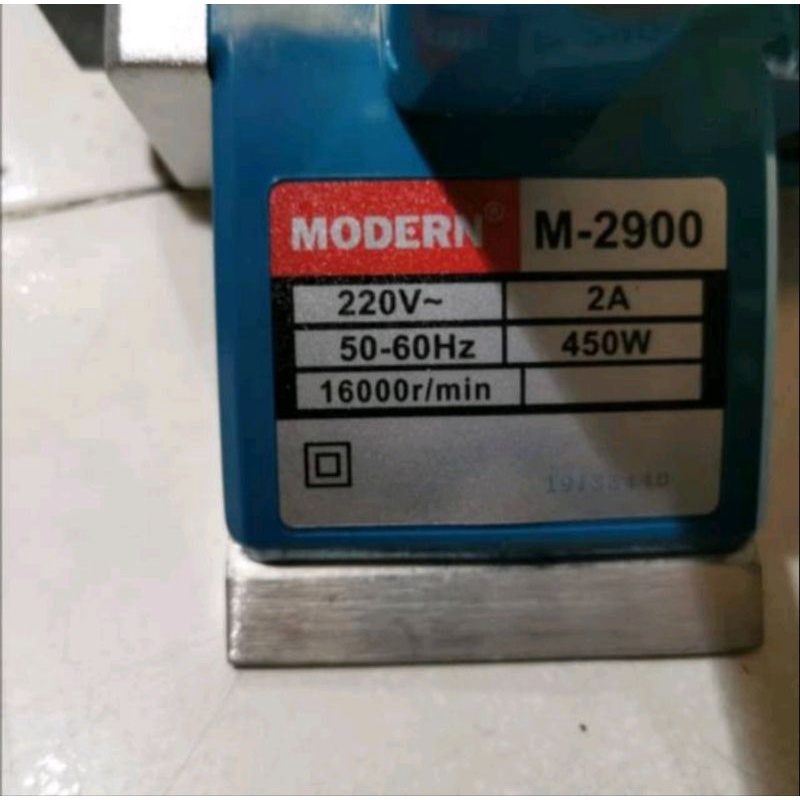 MODERN® M-2900
220V~ 2A
50-60Hz 450W
16000r/min